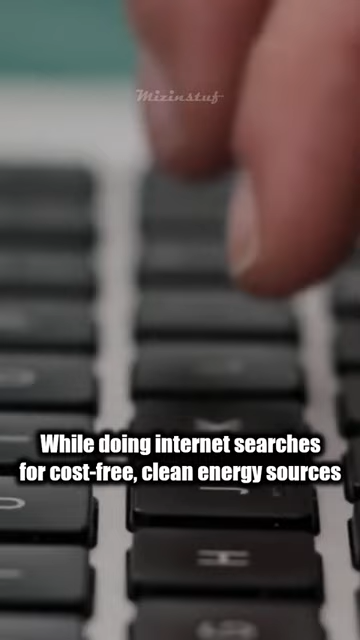 Mizinstuf
While doing internet searches
for cost-free, clean energy sources
K
J
H
G